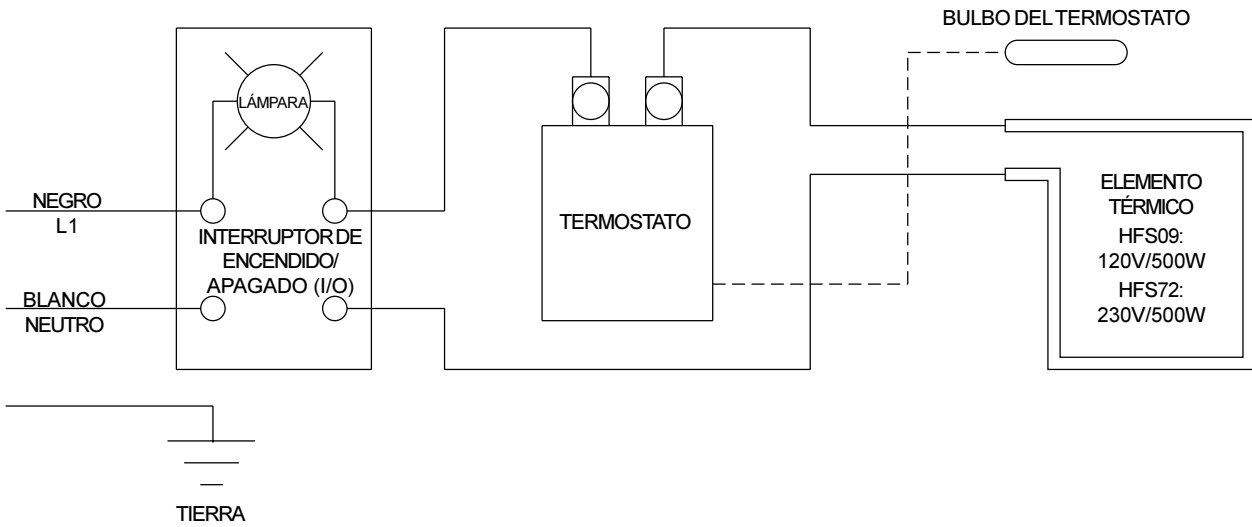 BULBO DEL TERMOSTATO
LÁMPARA
NEGRO
L1
INTERRUPTOR DE
ENCENDIDO/
APAGADO (I/O)
BLANCO
NEUTRO
TIERRA
TERMOSTATO
ELEMENTO
TÉRMICO
HFS09:
120V/500W
HFS72:
230V/500W